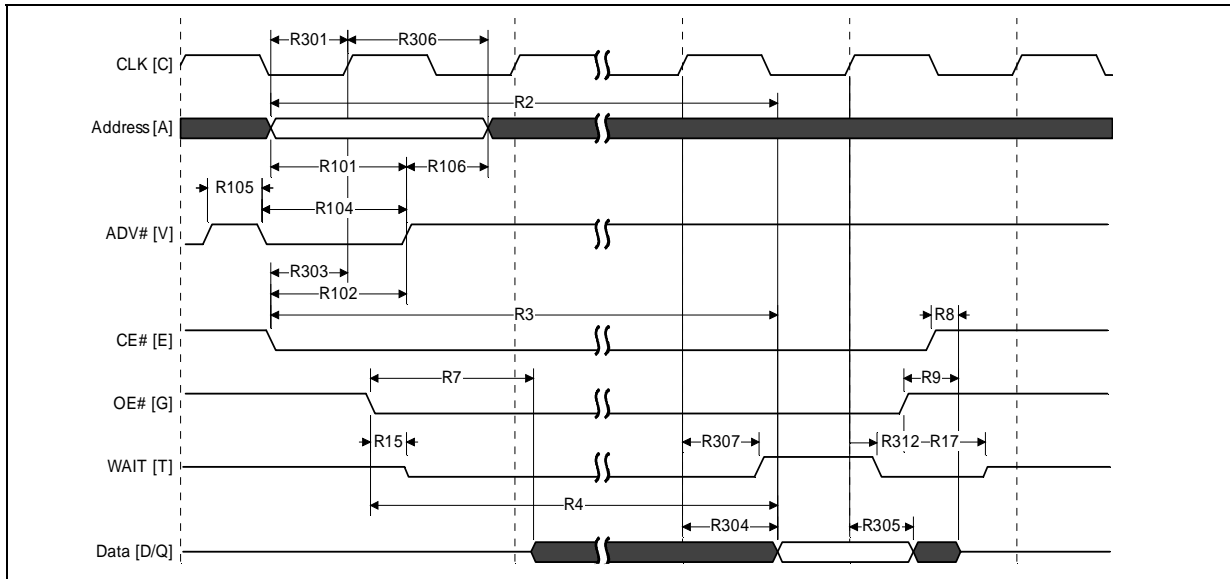 R301 R306
CLK [C]
R2
Address [A]
R101 R106
R105
R104
ADV# [V]
R303
R102
R3
R8
CE# [E]
R7 R9
OE# [G]
R15 R307 R312 R17
WAIT [T]
R4
R304 R305
Data [D/Q]